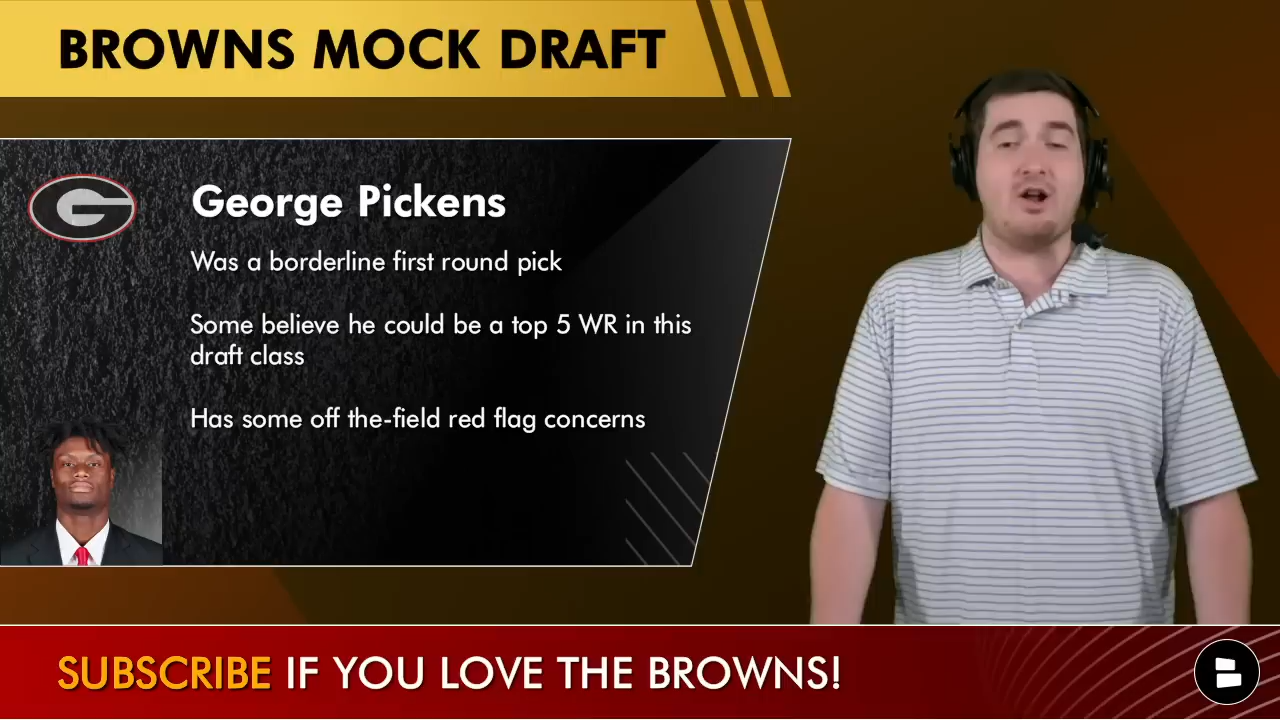 BROWNS MOCK DRAFT
G
George Pickens
Was a borderline first round pick
Some believe he could be a top 5 WR in this
draft class
Has some off the-field red flag concerns
SUBSCRIBE IF YOU LOVE THE BROWNS!